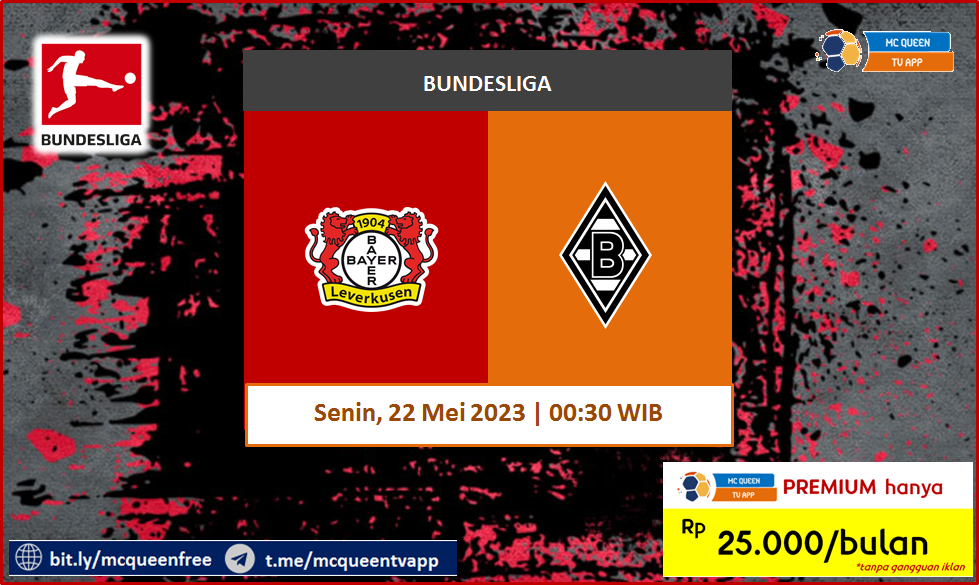 BUNDESLIGA
MC QUEEN
TV APP
BUNDESLIGA
1904
BAYER
BAYER
Leverkusen
B
Senin, 22 Mei 2023 | 00:30 WIB
MC QUEEN
TV APP
PREMIUM hanya
Rp 25.000/bulan
*tanpa gangguan iklan
bit.ly/mcqueenfree
t.me/mcqueentvapp